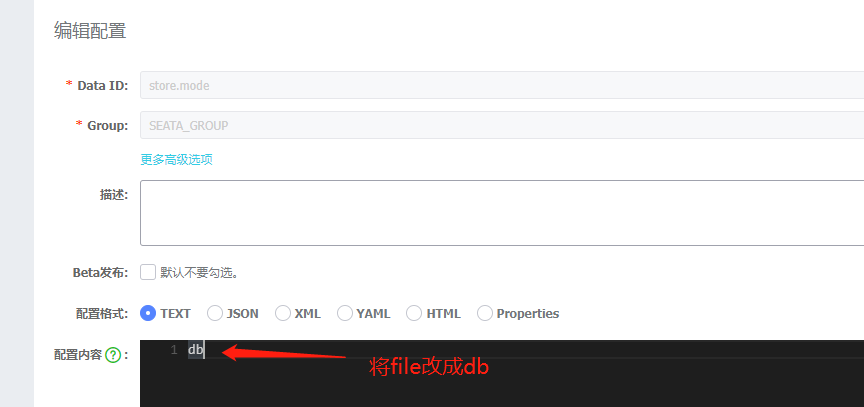 编辑配置
* Data ID: store.mode
* Group: SEATA_GROUP
更多高级选项
描述:
Beta发布: 默认不要勾选。
配置格式: TEXT JSON XML YAML HTML Properties
配置内容 ? : 1 db
将file改成db